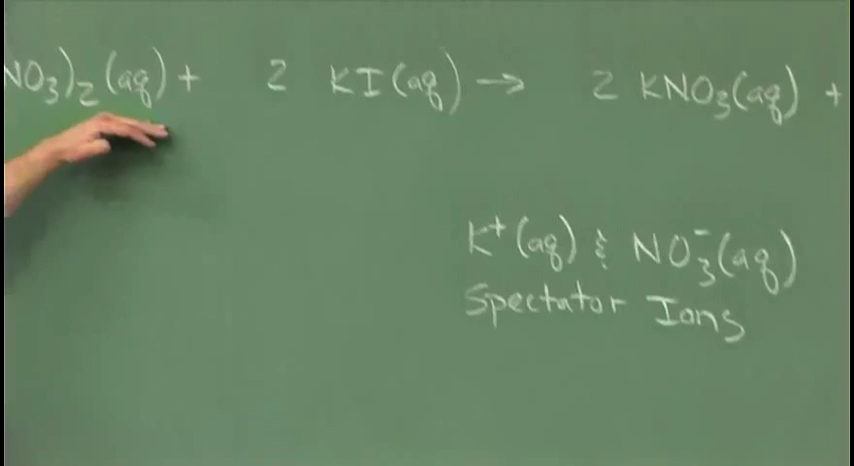 NO₃)₂(aq) + 2 KI(aq) → 2 KNO₃(aq) +
K⁺(aq) & NO₃⁻(aq)
Spectator Ions